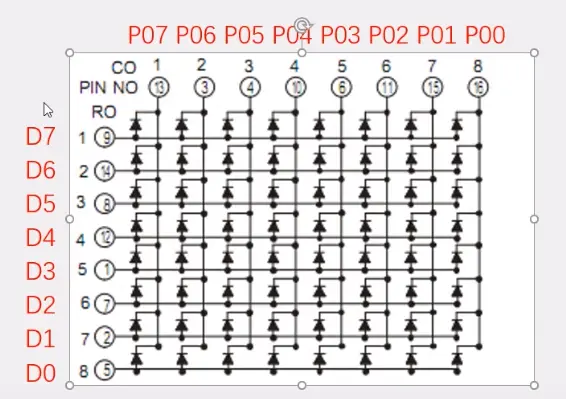 P07 P06 P05 P04 P03 P02 P01 P00
CO 1 2 3 4 5 6 7 8
PIN NO 13 3 4 10 6 11 15 16
RO
D7 1 9
D6 2 14
D5 3 8
D4 4 12
D3 5 1
D2 6 7
D1 7 2
D0 8 5